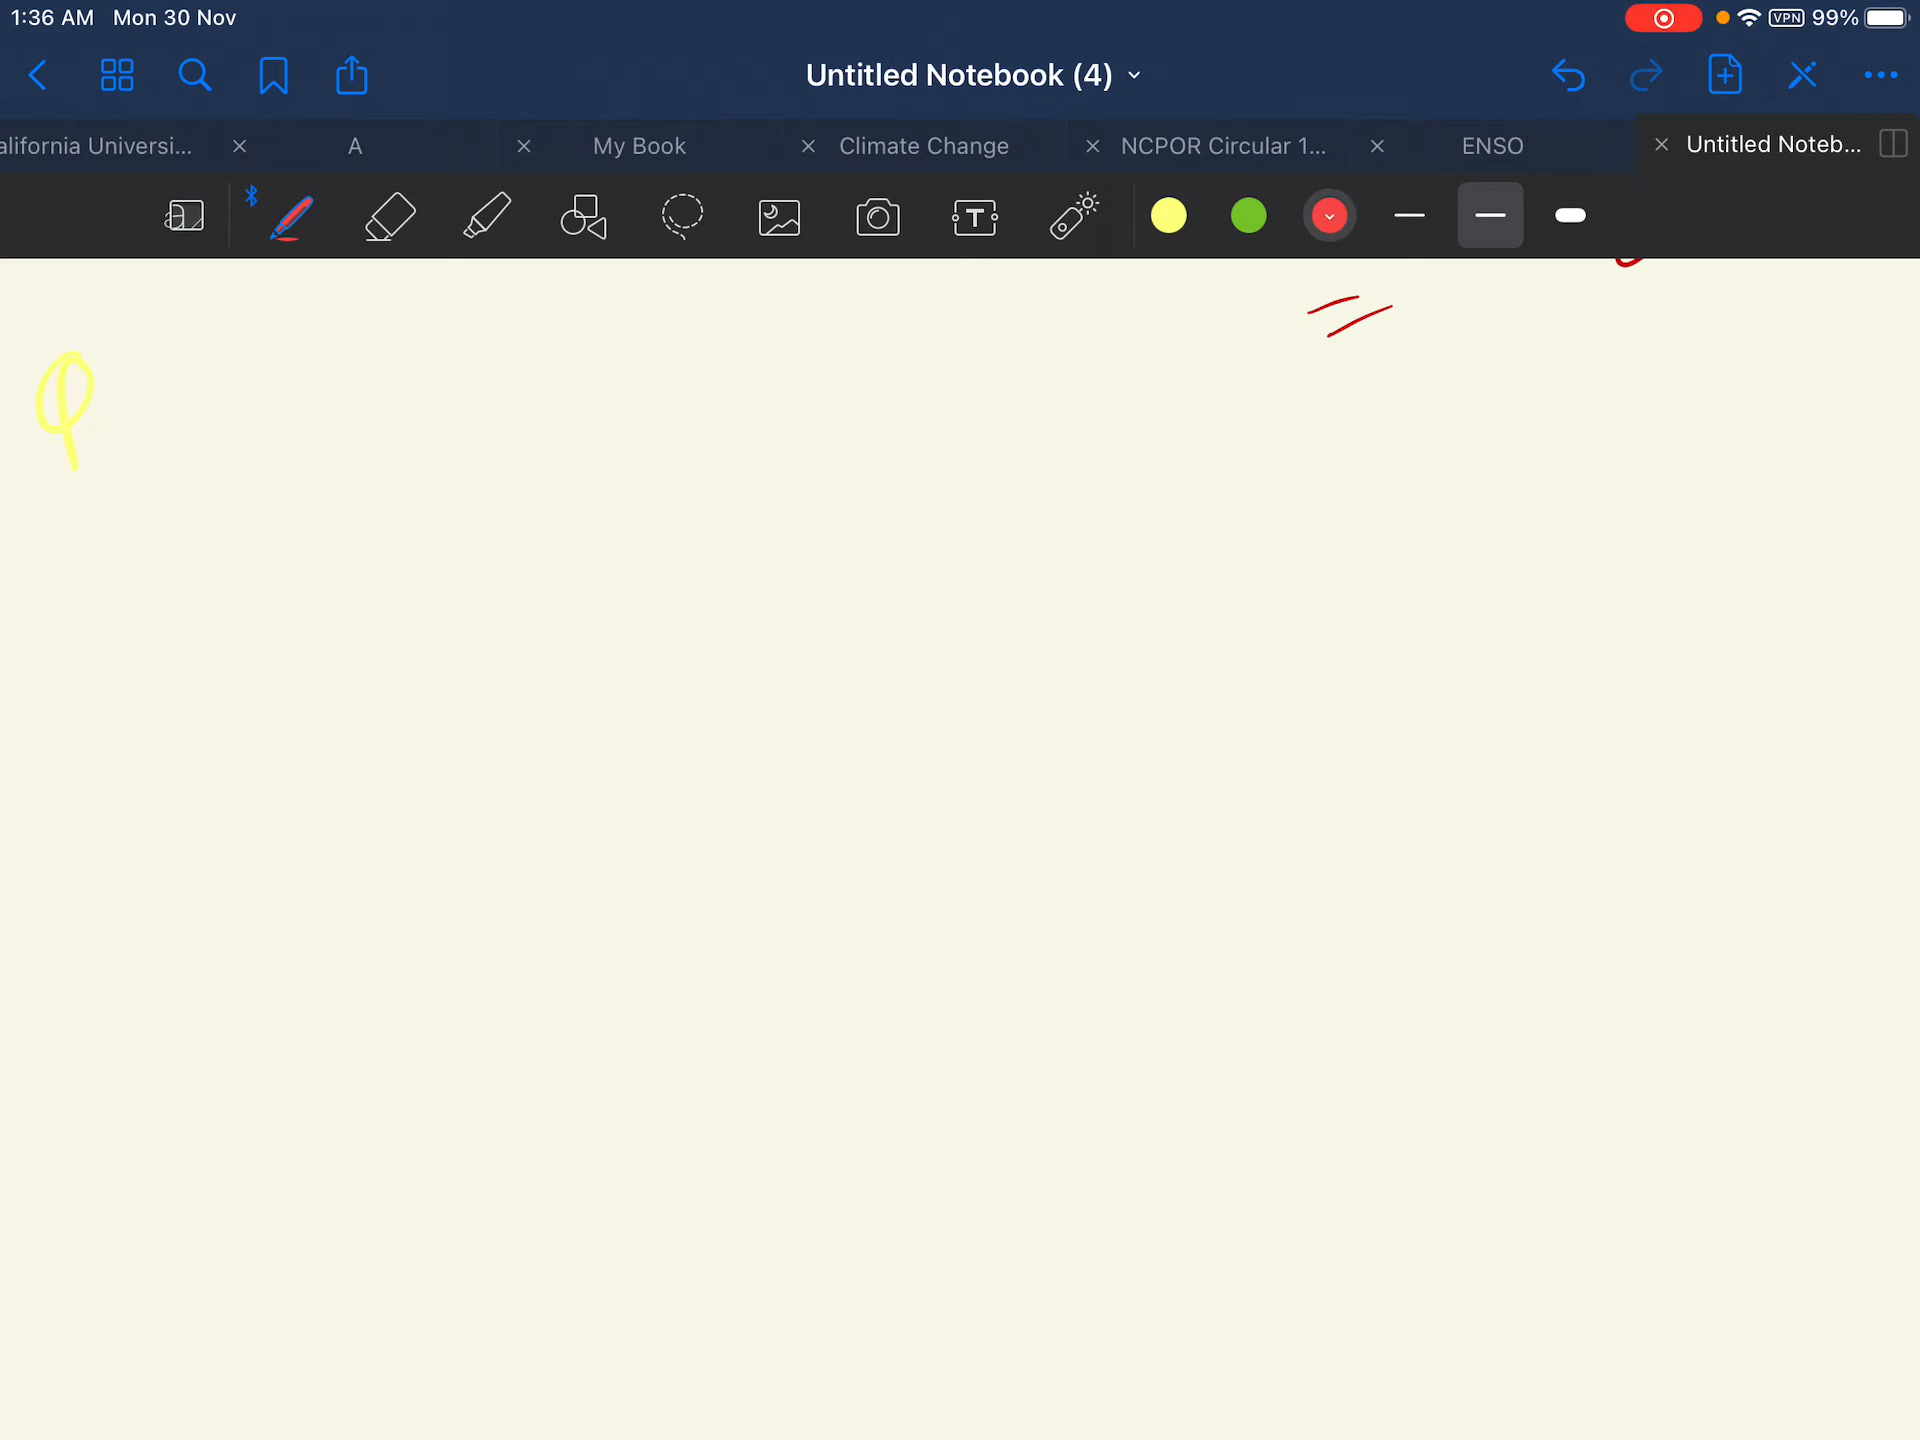 1:36 AM Mon 30 Nov VPN 99%
Untitled Notebook (4)
alifornia Universi... A My Book Climate Change NCPOR Circular 1... ENSO Untitled Noteb...
T